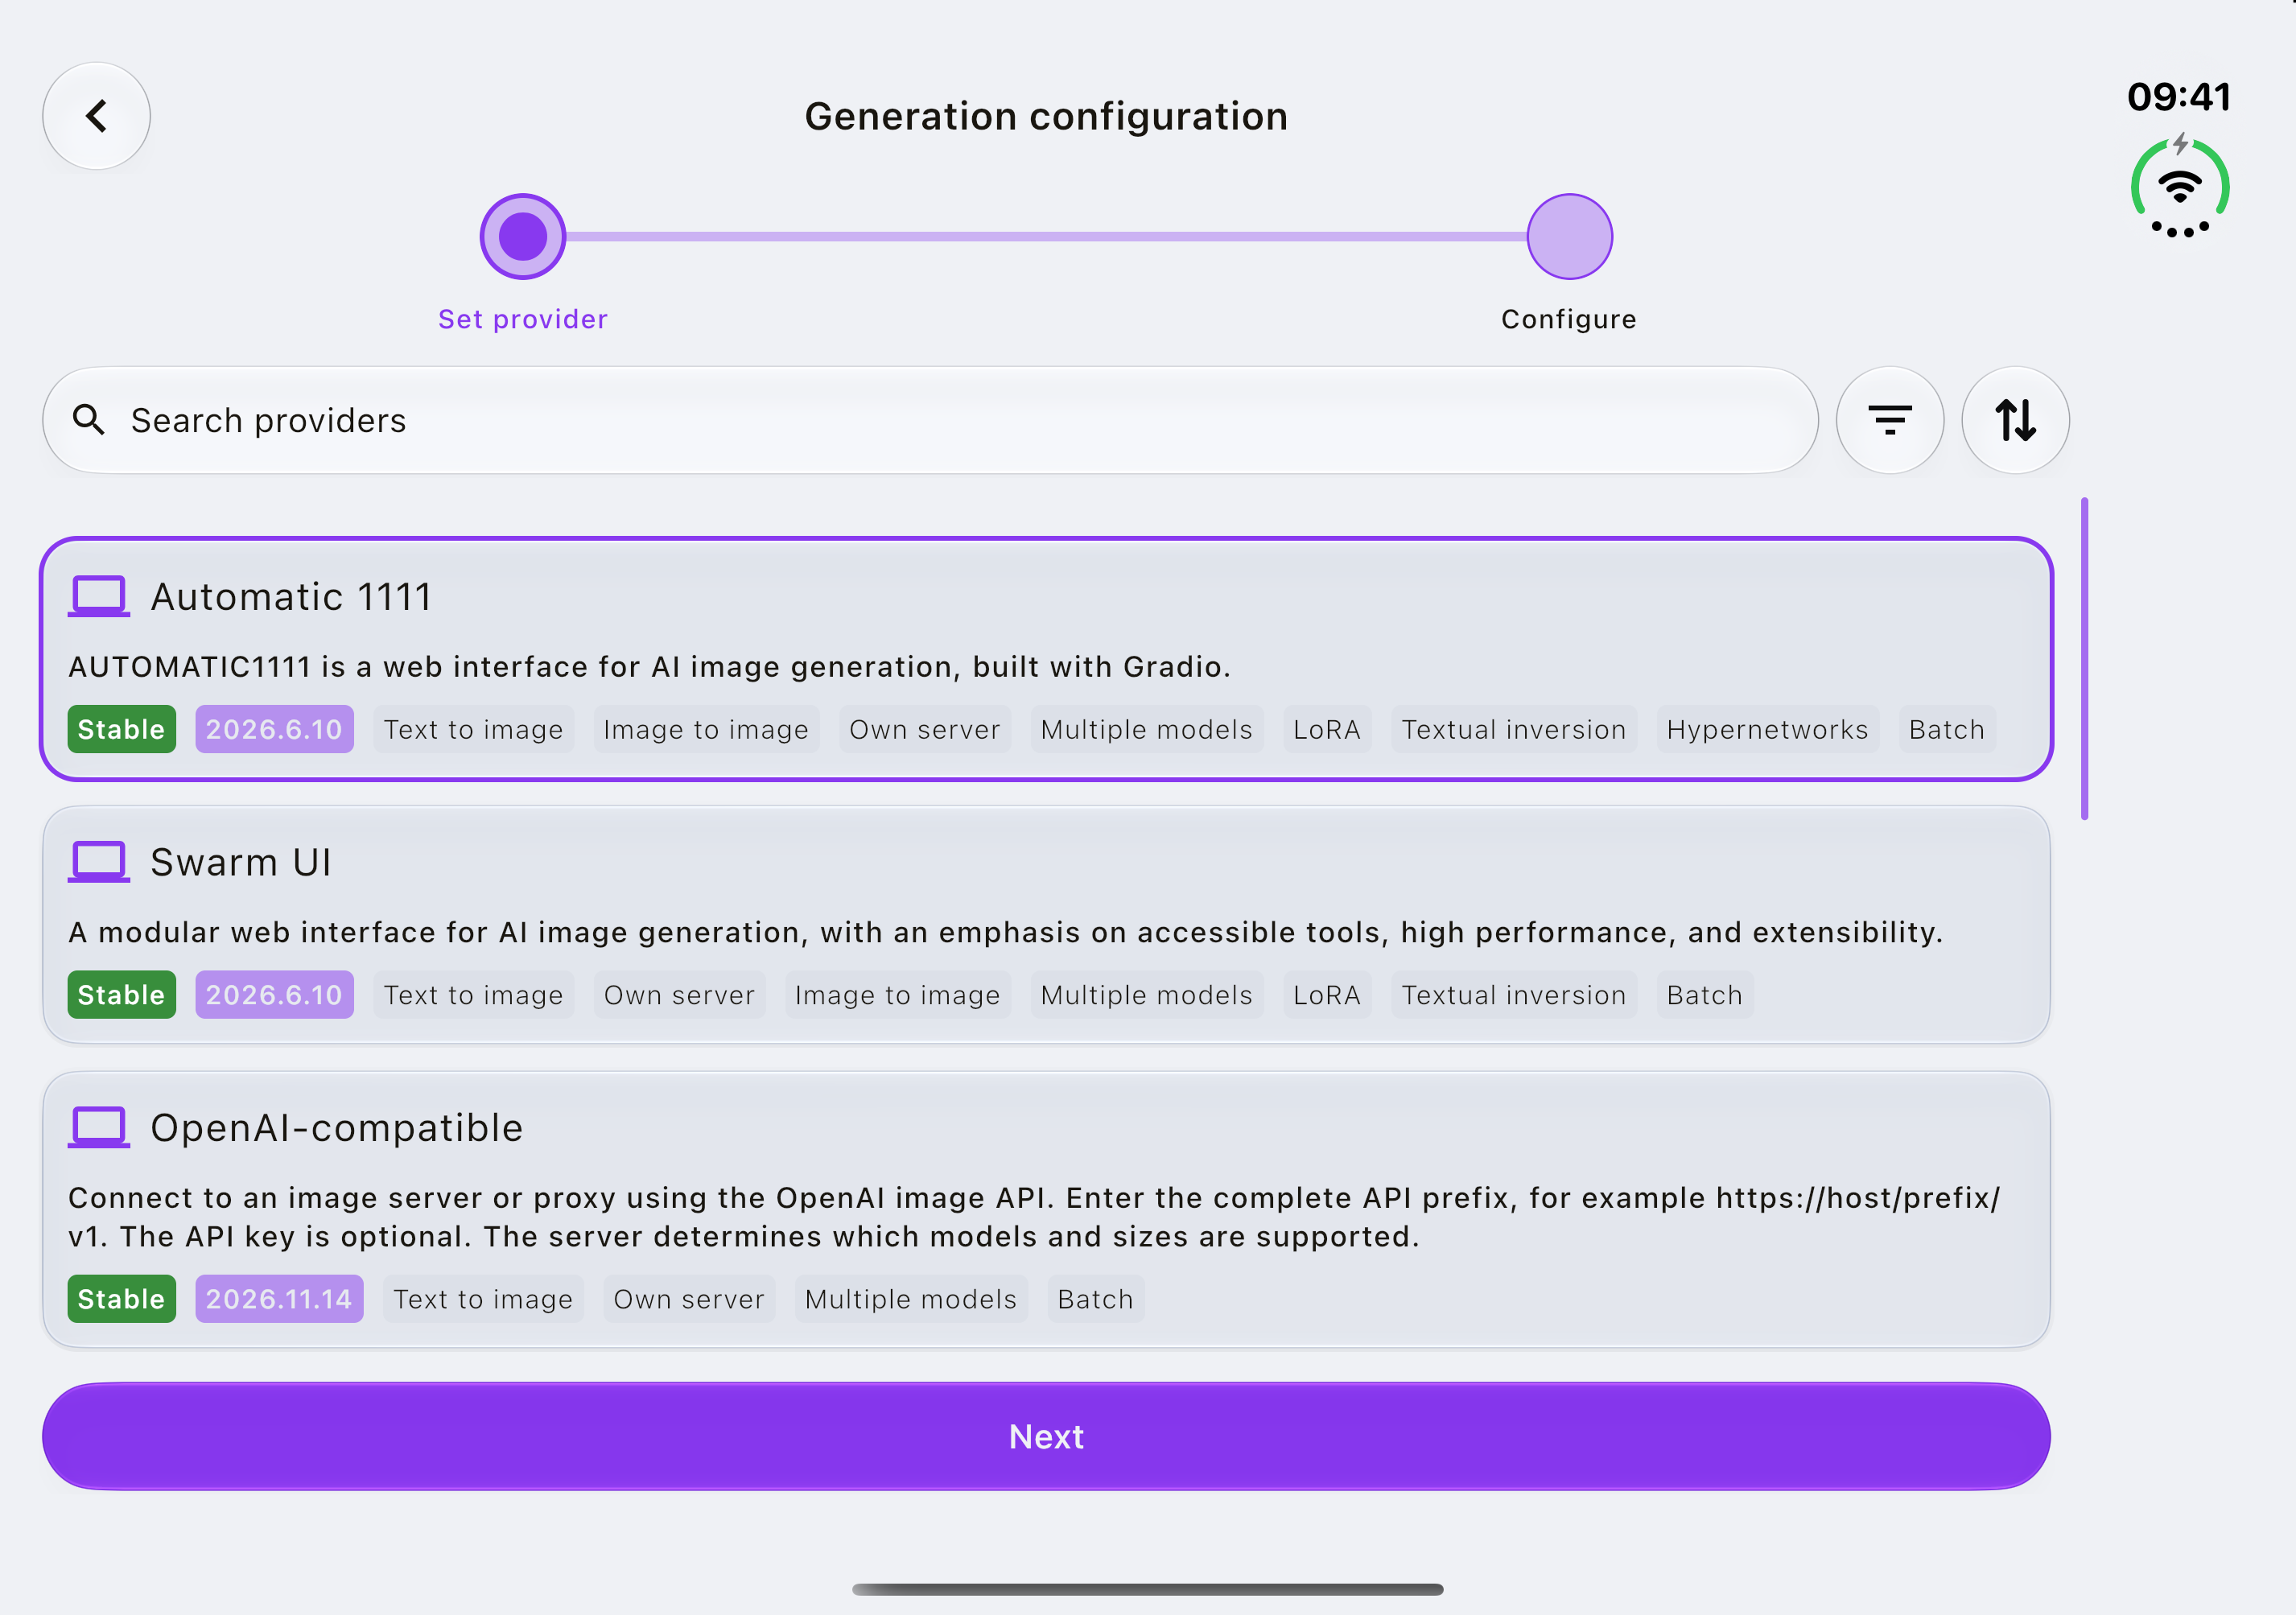 09:41
Generation configuration
Set provider
Configure
Search providers
Automatic 1111
AUTOMATIC1111 is a web interface for AI image generation, built with Gradio.
Stable 2026.6.10 Text to image Image to image Own server Multiple models LoRA Textual inversion Hypernetworks Batch
Swarm UI
A modular web interface for AI image generation, with an emphasis on accessible tools, high performance, and extensibility.
Stable 2026.6.10 Text to image Own server Image to image Multiple models LoRA Textual inversion Batch
OpenAI-compatible
Connect to an image server or proxy using the OpenAI image API. Enter the complete API prefix, for example https://host/prefix/
v1. The API key is optional. The server determines which models and sizes are supported.
Stable 2026.11.14 Text to image Own server Multiple models Batch
Next